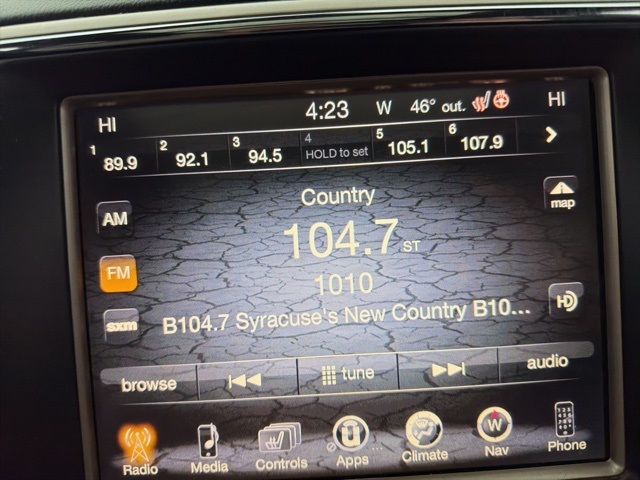 HI 4:23 W 46° out. HI
1 89.9 2 92.1 3 94.5 4 HOLD to set 5 105.1 6 107.9
Country
AM
map
104.7 ST
FM
1010
HD
sxm
B104.7 Syracuse's New Country B10...
browse tune audio
Radio Media Controls Apps ... Climate W Nav Phone